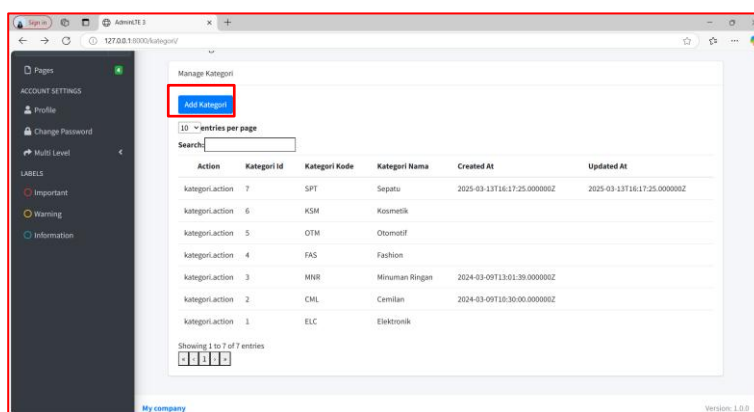 Sign in
AdminLTE 3
127.0.0.1:8000/kategori/
Pages
ACCOUNT SETTINGS
Profile
Change Password
Multi Level
LABELS
Important
Warning
Information
Manage Kategori
Add Kategori
10 entries per page
Search:
Action Kategori Id Kategori Kode Kategori Nama Created At Updated At
kategori.action 7 SPT Sepatu 2025-03-13T16:17:25.000000Z 2025-03-13T16:17:25.000000Z
kategori.action 6 KSM Kosmetik
kategori.action 5 OTM Otomotif
kategori.action 4 FAS Fashion
kategori.action 3 MNR Minuman Ringan 2024-03-09T13:01:39.000000Z
kategori.action 2 CML Cemilan 2024-03-09T10:30:00.000000Z
kategori.action 1 ELC Elektronik
Showing 1 to 7 of 7 entries
« ‹ 1 › »
My company Version: 1.0.0